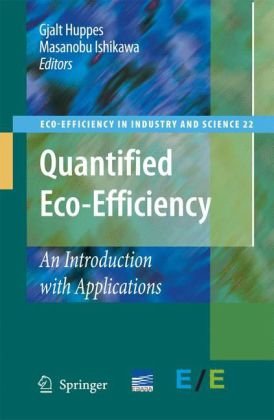 Gjalt Huppes
Masanobu Ishikawa
Editors
ECO-EFFICIENCY IN INDUSTRY AND SCIENCE 22
Quantified
Eco-Efficiency
An Introduction
with Applications
Springer
E/E